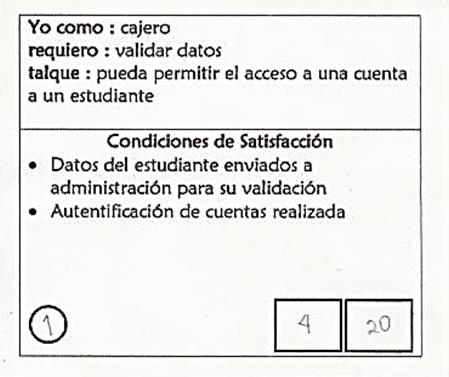 Yo como : cajero
requiero : validar datos
talque : pueda permitir el acceso a una cuenta
a un estudiante
Condiciones de Satisfacción
• Datos del estudiante enviados a
administración para su validación
• Autentificación de cuentas realizada
1
4 20